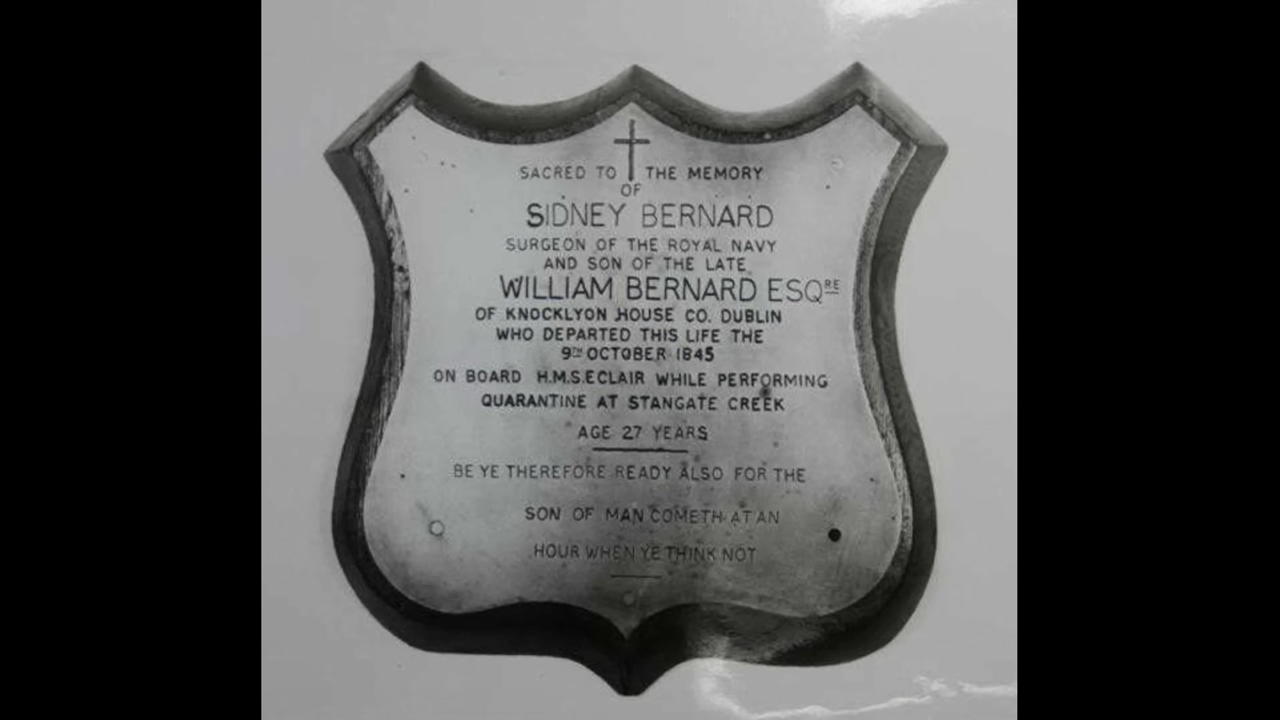 SACRED TO THE MEMORY
OF
SIDNEY BERNARD
SURGEON OF THE ROYAL NAVY
AND SON OF THE LATE
WILLIAM BERNARD ESQRE
OF KNOCKLYON HOUSE CO. DUBLIN
WHO DEPARTED THIS LIFE THE
9TH OCTOBER 1845
ON BOARD H.M.S. ECLAIR WHILE PERFORMING
QUARANTINE AT STANGATE CREEK
AGE 27 YEARS
BE YE THEREFORE READY ALSO FOR THE
SON OF MAN COMETH AT AN
HOUR WHEN YE THINK NOT